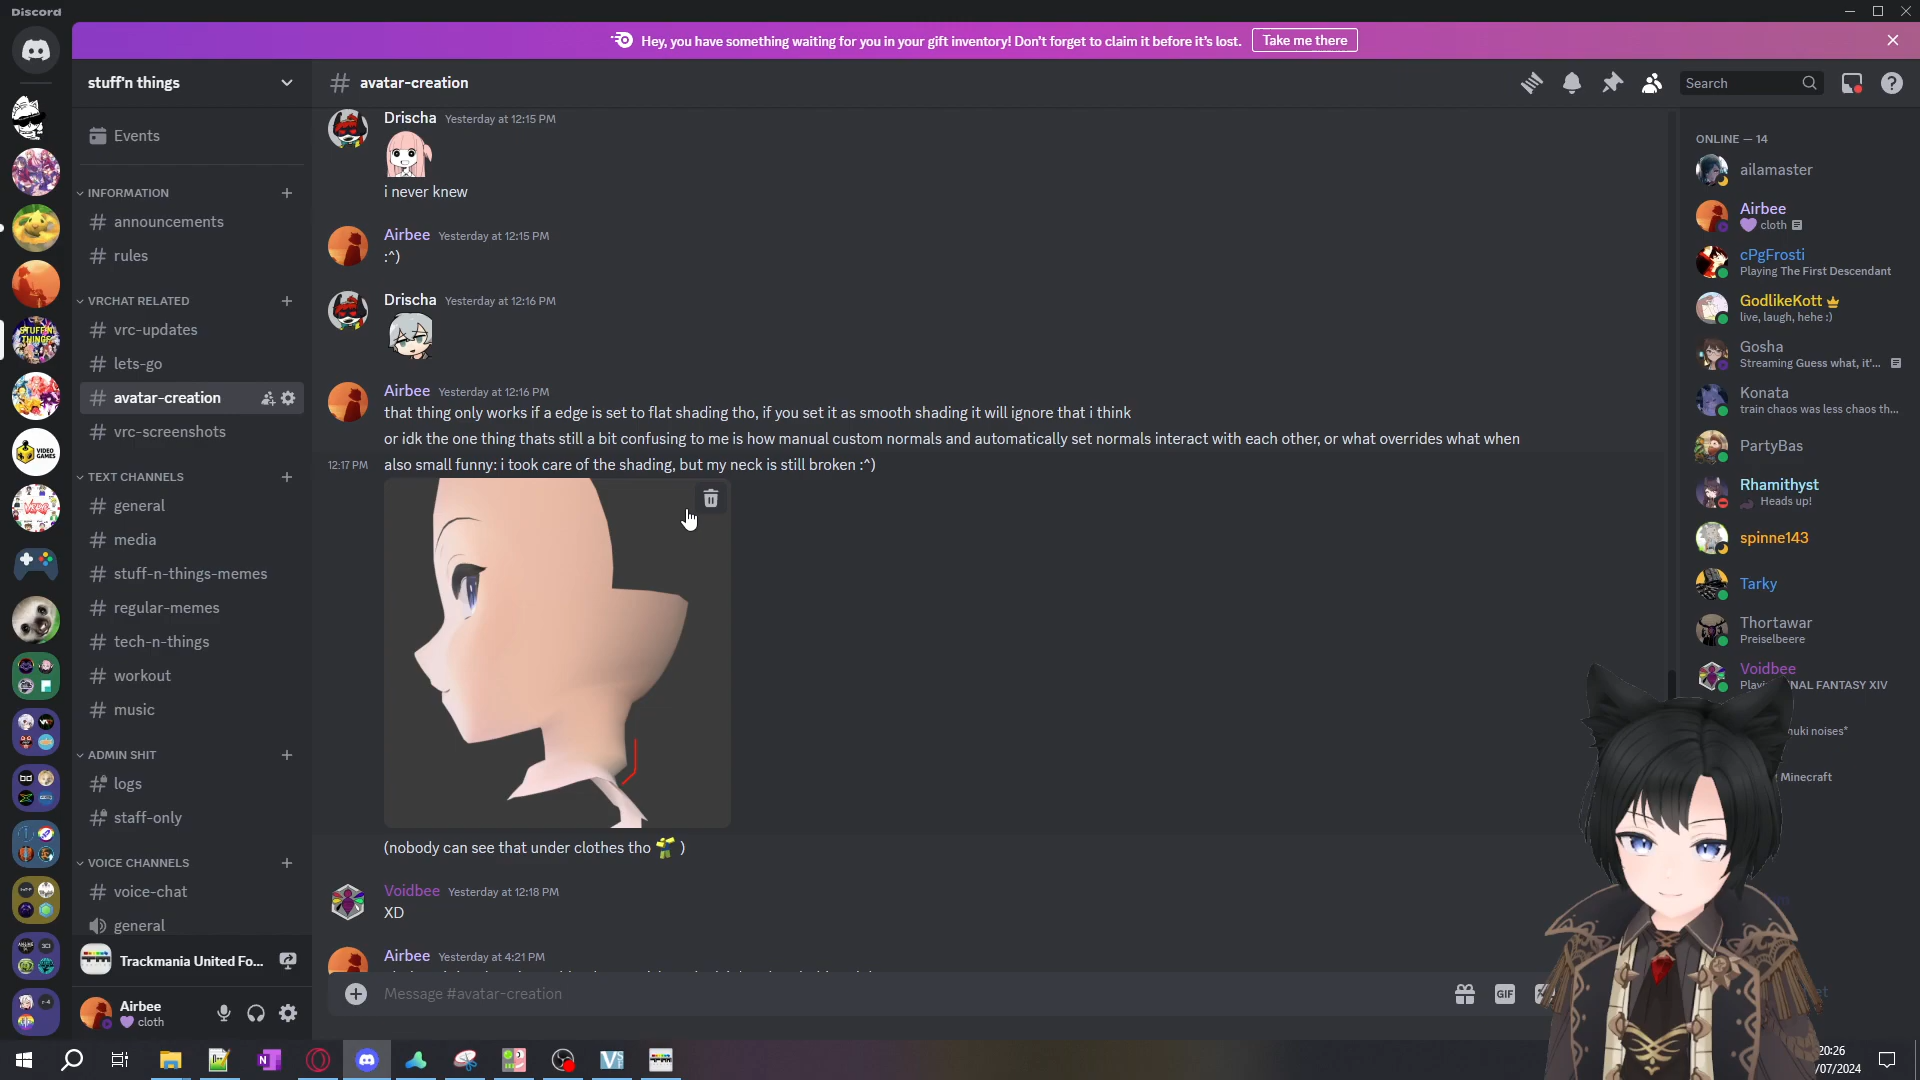 Discord
Hey, you have something waiting for you in your gift inventory! Don't forget to claim it before it's lost.
Take me there
stuff'n things
avatar-creation
Search
Events
INFORMATION
announcements
rules
VRCHAT RELATED
vrc-updates
lets-go
avatar-creation
vrc-screenshots
TEXT CHANNELS
general
media
stuff-n-things-memes
regular-memes
tech-n-things
workout
music
ADMIN SHIT
logs
staff-only
VOICE CHANNELS
voice-chat
general
Trackmania United Fo...
Airbee
cloth
Drischa Yesterday at 12:15 PM
i never knew
Airbee Yesterday at 12:15 PM
:^)
Drischa Yesterday at 12:16 PM
Airbee Yesterday at 12:16 PM
that thing only works if a edge is set to flat shading tho, if you set it as smooth shading it will ignore that i think
or idk the one thing thats still a bit confusing to me is how manual custom normals and automatically set normals interact with each other, or what overrides what when
12:17 PM also small funny: i took care of the shading, but my neck is still broken :^)
(nobody can see that under clothes tho )
Voidbee Yesterday at 12:18 PM
XD
Airbee Yesterday at 4:21 PM
Message #avatar-creation
GIF
ONLINE — 14
ailamaster
Airbee
cloth
cPgFrosti
Playing The First Descendant
GodlikeKott
live, laugh, hehe :)
Gosha
Streaming Guess what, it'...
Konata
train chaos was less chaos th...
PartyBas
Rhamithyst
Heads up!
spinne143
Tarky
Thortawar
Preiselbeere
Voidbee
NAL FANTASY XIV
uki noises*
Minecraft
20:26
/07/2024
STUFF'N THINGS
VIDEO GAMES